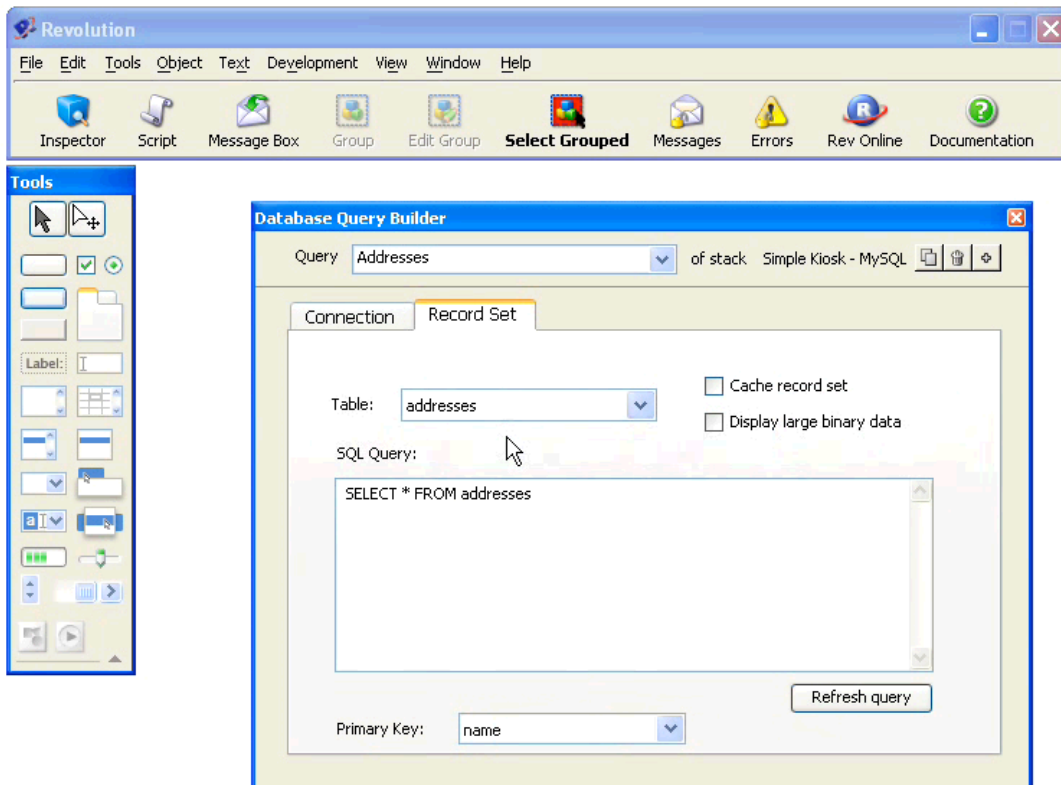 Revolution
File Edit Tools Object Text Development View Window Help
Inspector Script Message Box Group Edit Group Select Grouped Messages Errors Rev Online Documentation
Tools
Label:
a
Database Query Builder
Query Addresses of stack Simple Kiosk - MySQL
Connection Record Set
Cache record set
Table: addresses
Display large binary data
SQL Query:
SELECT * FROM addresses
Refresh query
Primary Key: name